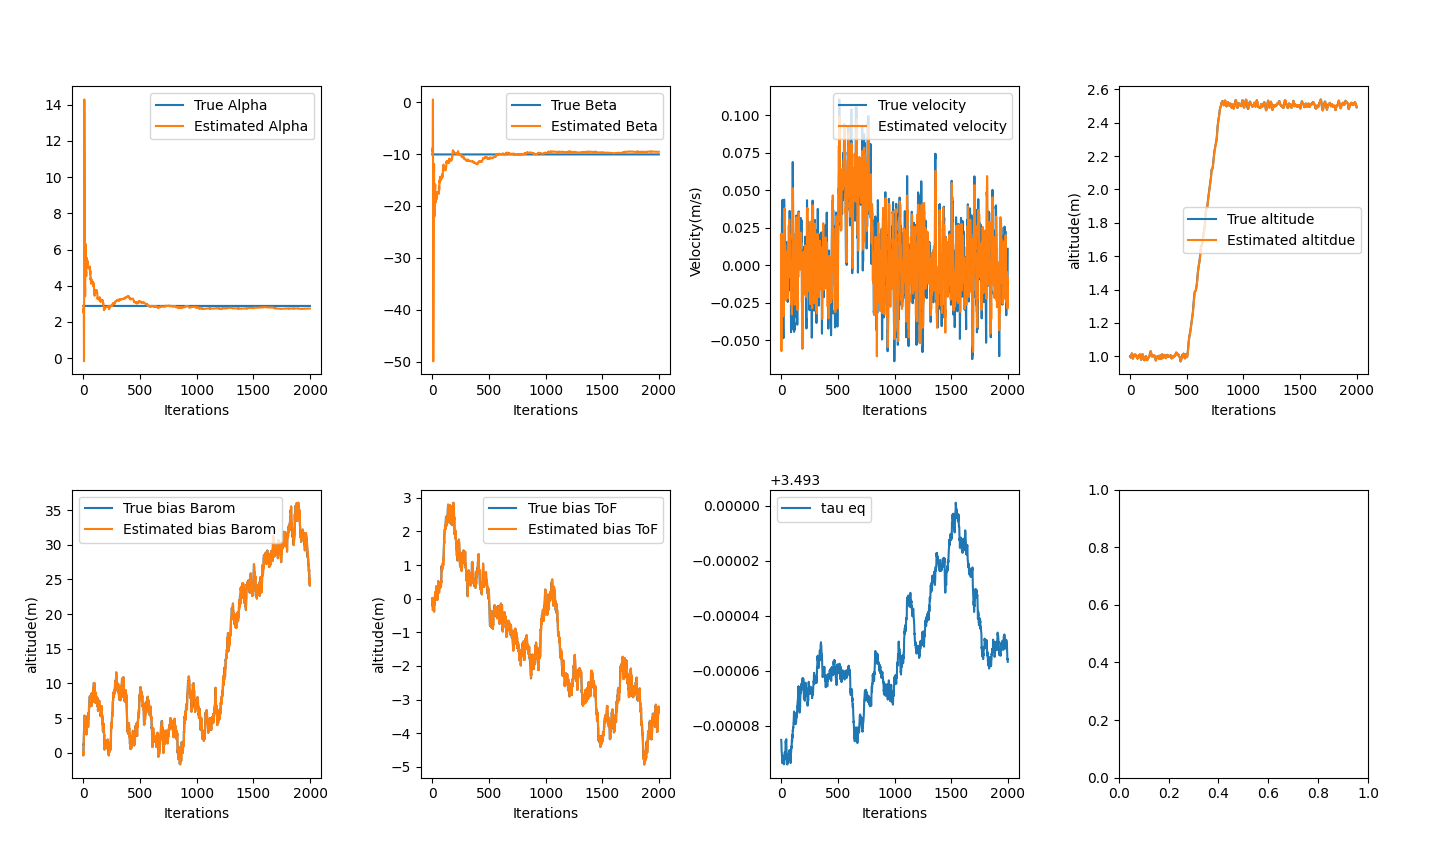 True Alpha
Estimated Alpha
14
12
10
8
6
4
2
0
0 500 1000 1500 2000
Iterations
True Beta
Estimated Beta
0
−10
−20
−30
−40
−50
0 500 1000 1500 2000
Iterations
True velocity
Estimated velocity
Velocity(m/s)
0.100
0.075
0.050
0.025
0.000
−0.025
−0.050
0 500 1000 1500 2000
Iterations
True altitude
Estimated altitdue
altitude(m)
2.6
2.4
2.2
2.0
1.8
1.6
1.4
1.2
1.0
0 500 1000 1500 2000
Iterations
True bias Barom
Estimated bias Barom
altitude(m)
35
30
25
20
15
10
5
0
0 500 1000 1500 2000
Iterations
True bias ToF
Estimated bias ToF
altitude(m)
3
2
1
0
−1
−2
−3
−4
−5
0 500 1000 1500 2000
Iterations
+3.493
tau eq
0.00000
−0.00002
−0.00004
−0.00006
−0.00008
0 500 1000 1500 2000
Iterations
1.0
0.8
0.6
0.4
0.2
0.0
0.0 0.2 0.4 0.6 0.8 1.0